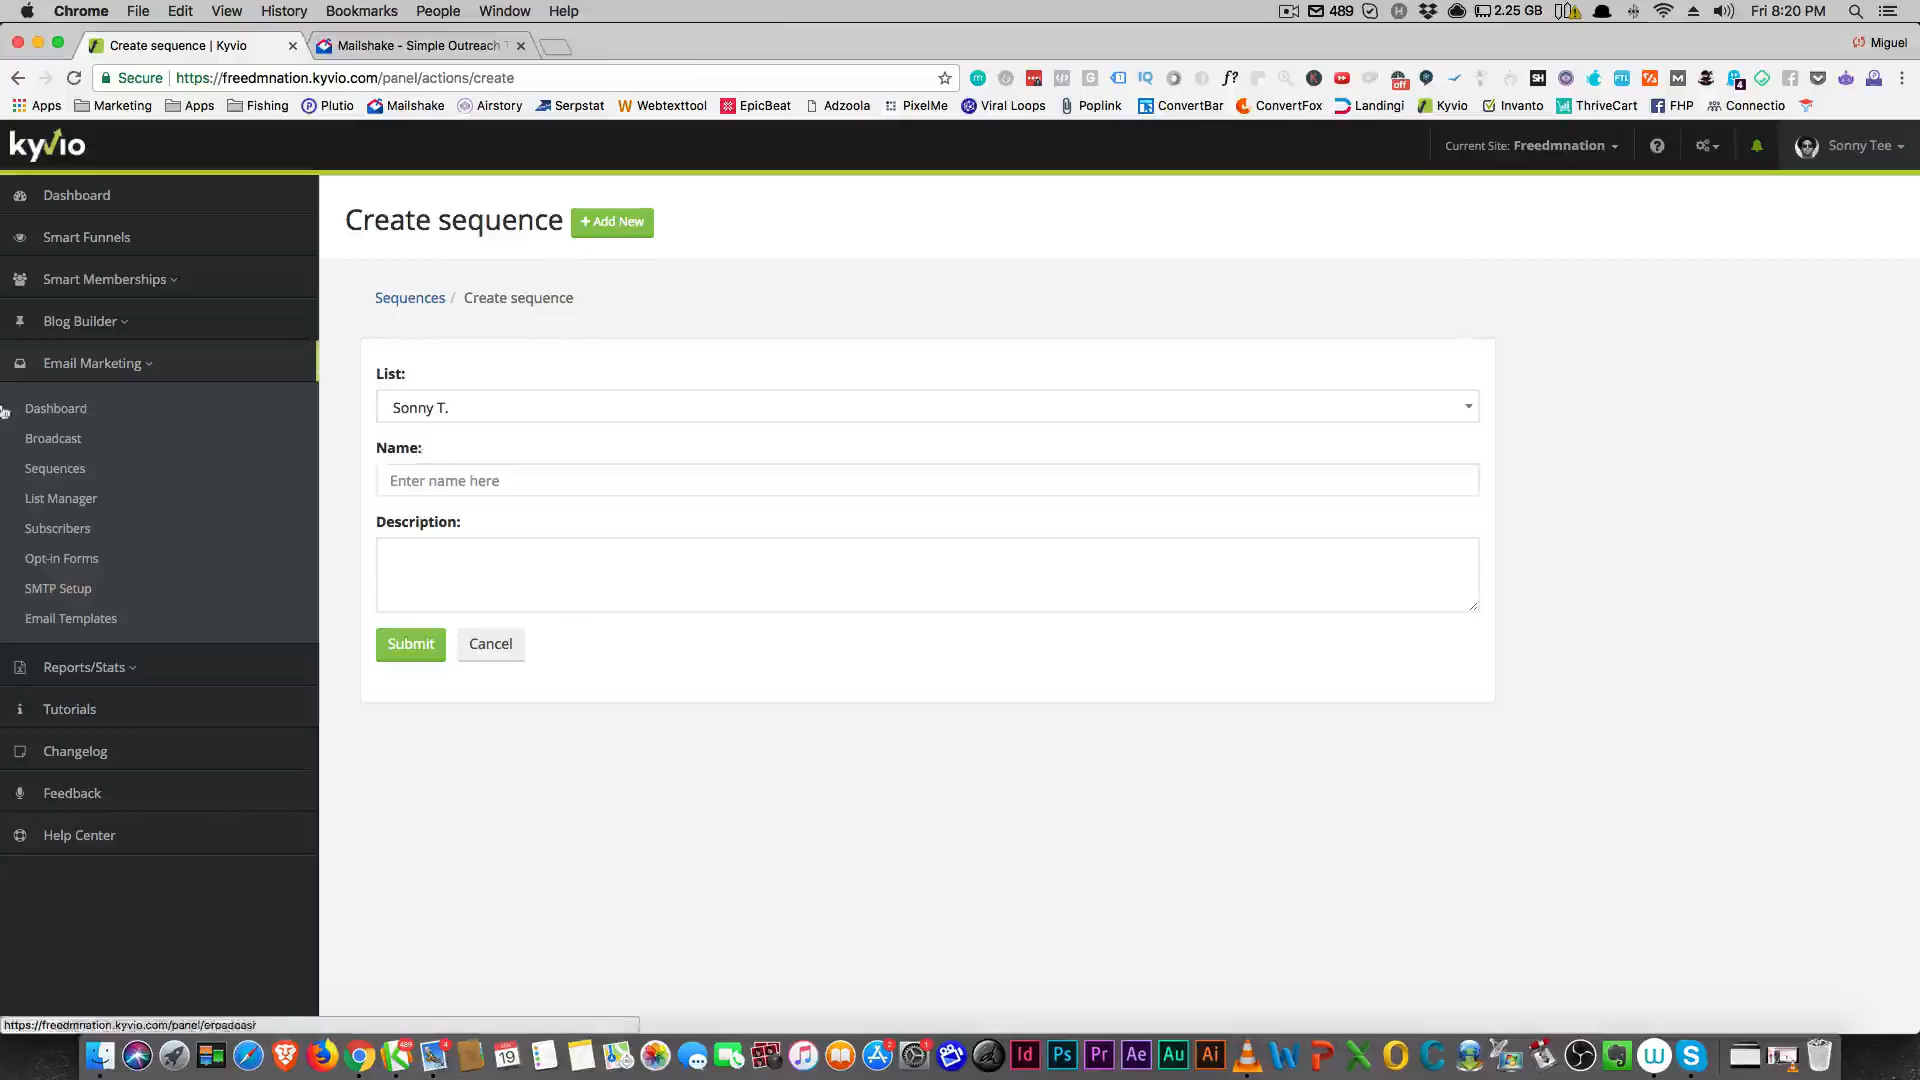 Chrome File Edit View History Bookmarks People Window Help 489 2.25 GB Fri 8:20 PM
Create sequence | Kyvio Mailshake - Simple Outreach T Miguel
Secure https://freedmnation.kyvio.com/panel/actions/create
Apps Marketing Apps Fishing Plutio Mailshake Airstory Serpstat Webtexttool EpicBeat Adzoola PixelMe Viral Loops Poplink ConvertBar ConvertFox Landingi Kyvio Invanto ThriveCart FHP Connectio
kyvio Current Site: Freedmnation Sonny Tee
Dashboard
Smart Funnels
Smart Memberships
Blog Builder
Email Marketing
Dashboard
Broadcast
Sequences
List Manager
Subscribers
Opt-in Forms
SMTP Setup
Email Templates
Reports/Stats
Tutorials
Changelog
Feedback
Help Center
Create sequence + Add New
Sequences / Create sequence
List:
Sonny T.
Name:
Enter name here
Description:
Submit Cancel
https://freedmnation.kyvio.com/panel/broadcast